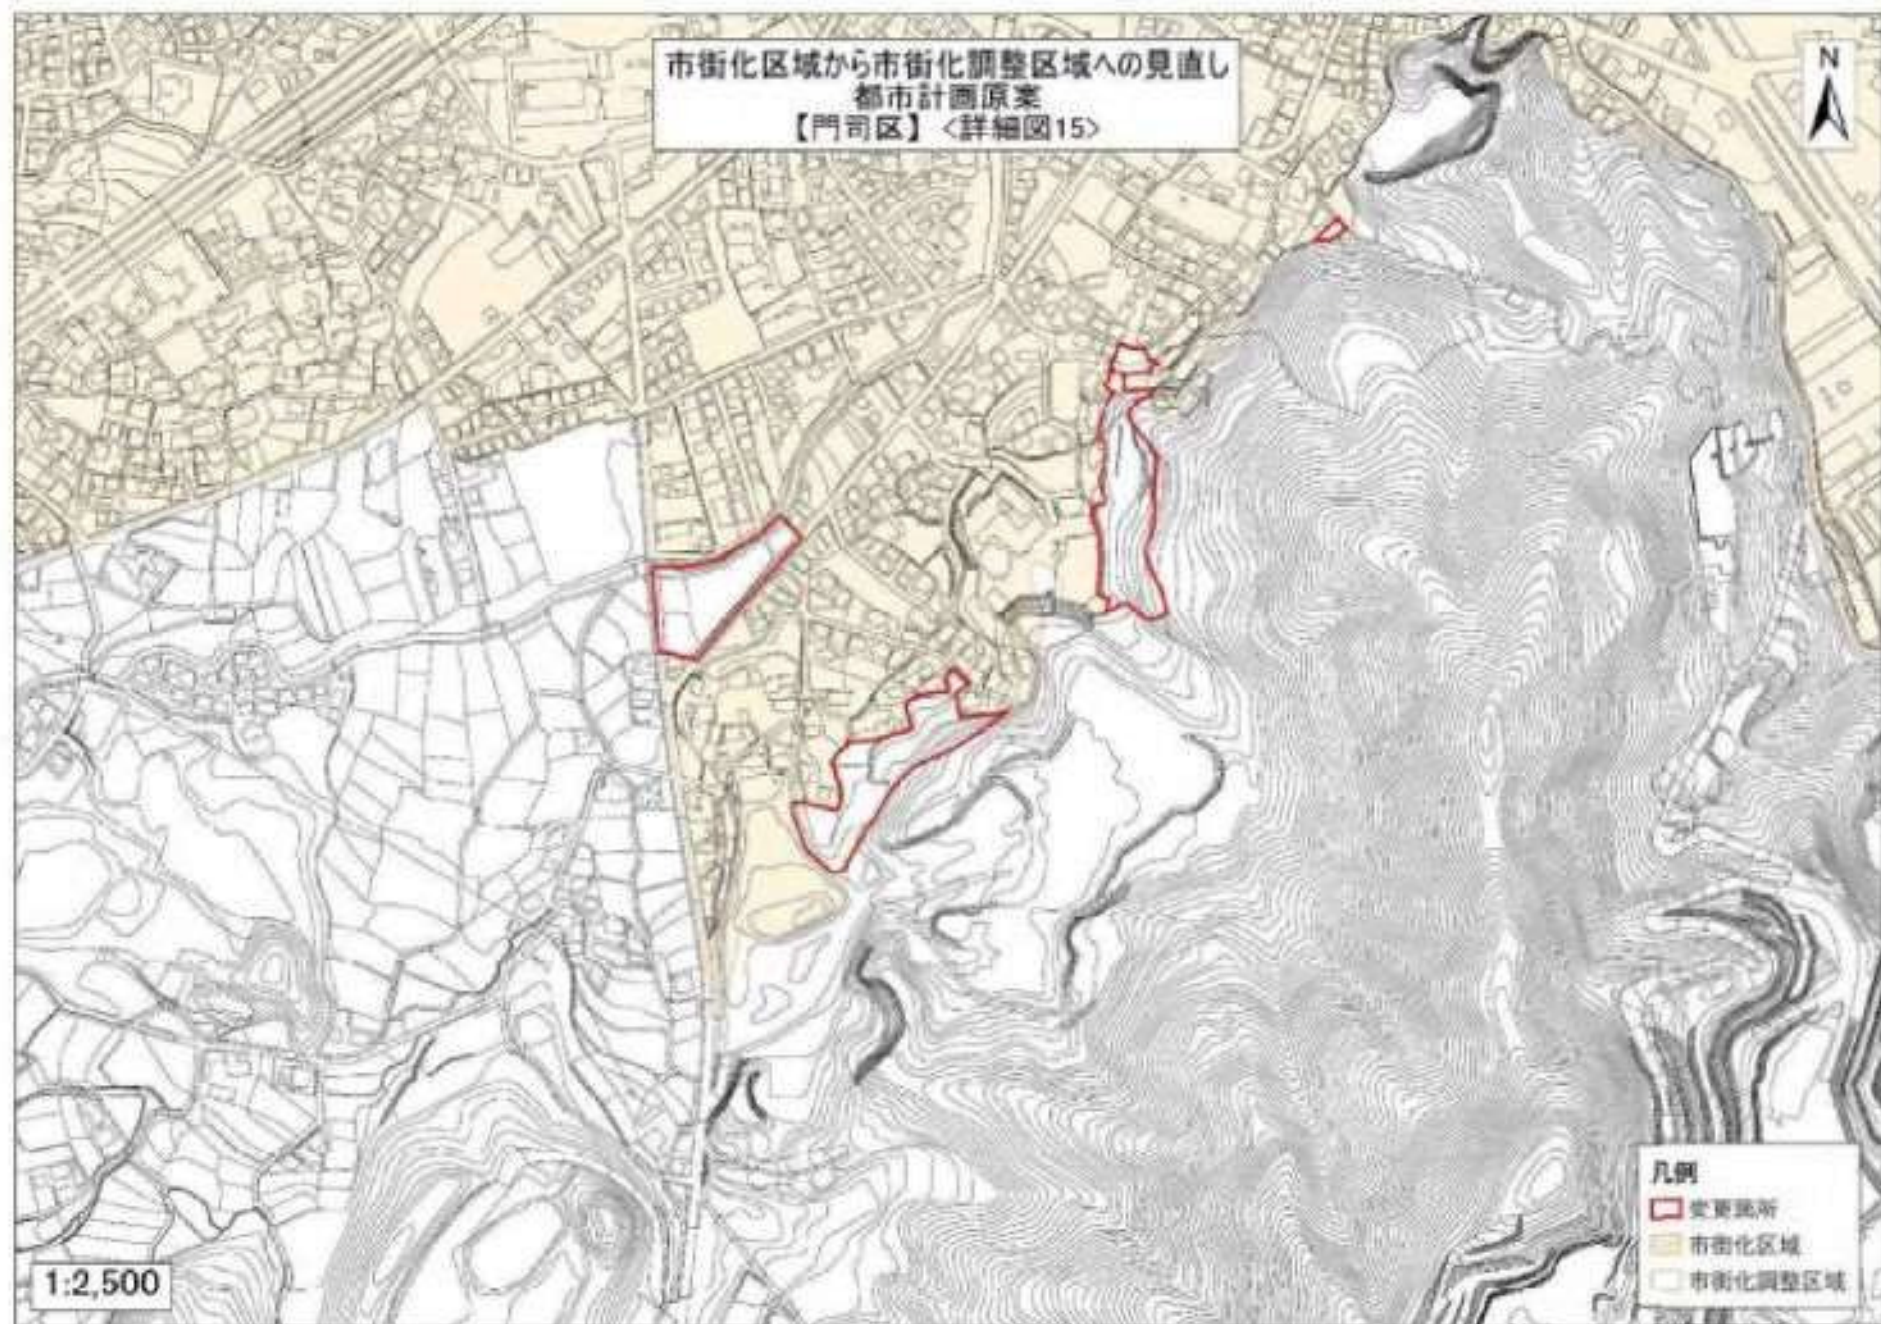 市街化区域から市街化調整区域への見直し
都市計画原案
【門司区】<詳細図15>
N
凡例
変更箇所
市街化区域
市街化調整区域
1:2,500